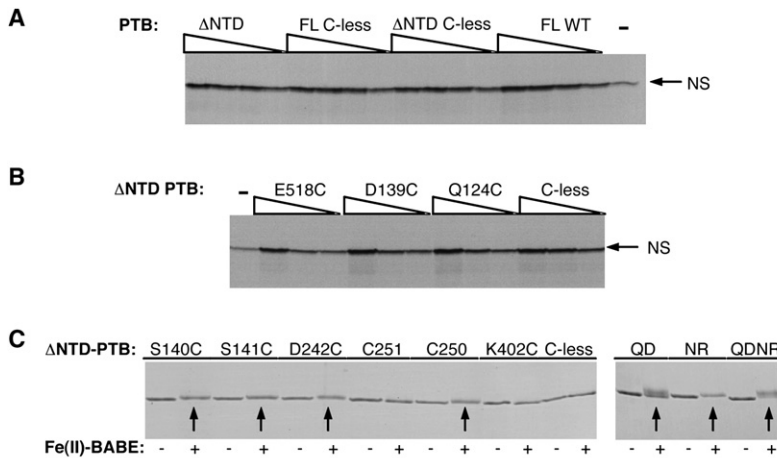 A
PTB: ΔNTD FL C-less ΔNTD C-less FL WT –
NS
B
ΔNTD PTB: – E518C D139C Q124C C-less
NS
C
ΔNTD-PTB: S140C S141C D242C C251 C250 K402C C-less QD NR QDNR
Fe(II)-BABE: - + - + - + - + - + - + - + - + - + - +